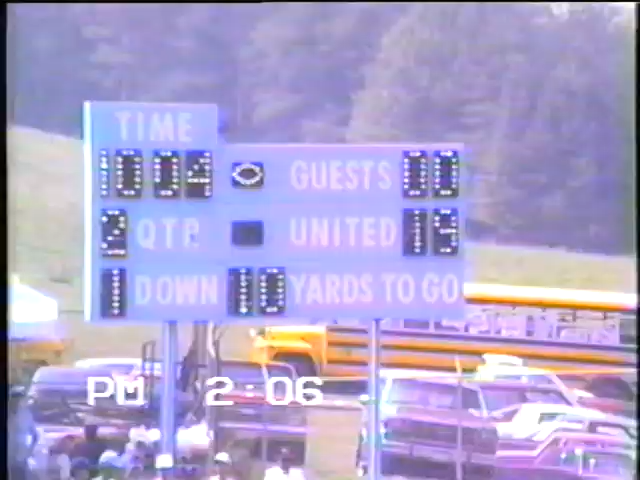 TIME
10 04 GUESTS 00
2 QTR. UNITED 13
1 DOWN 10 YARDS TO GO
PM 2:06